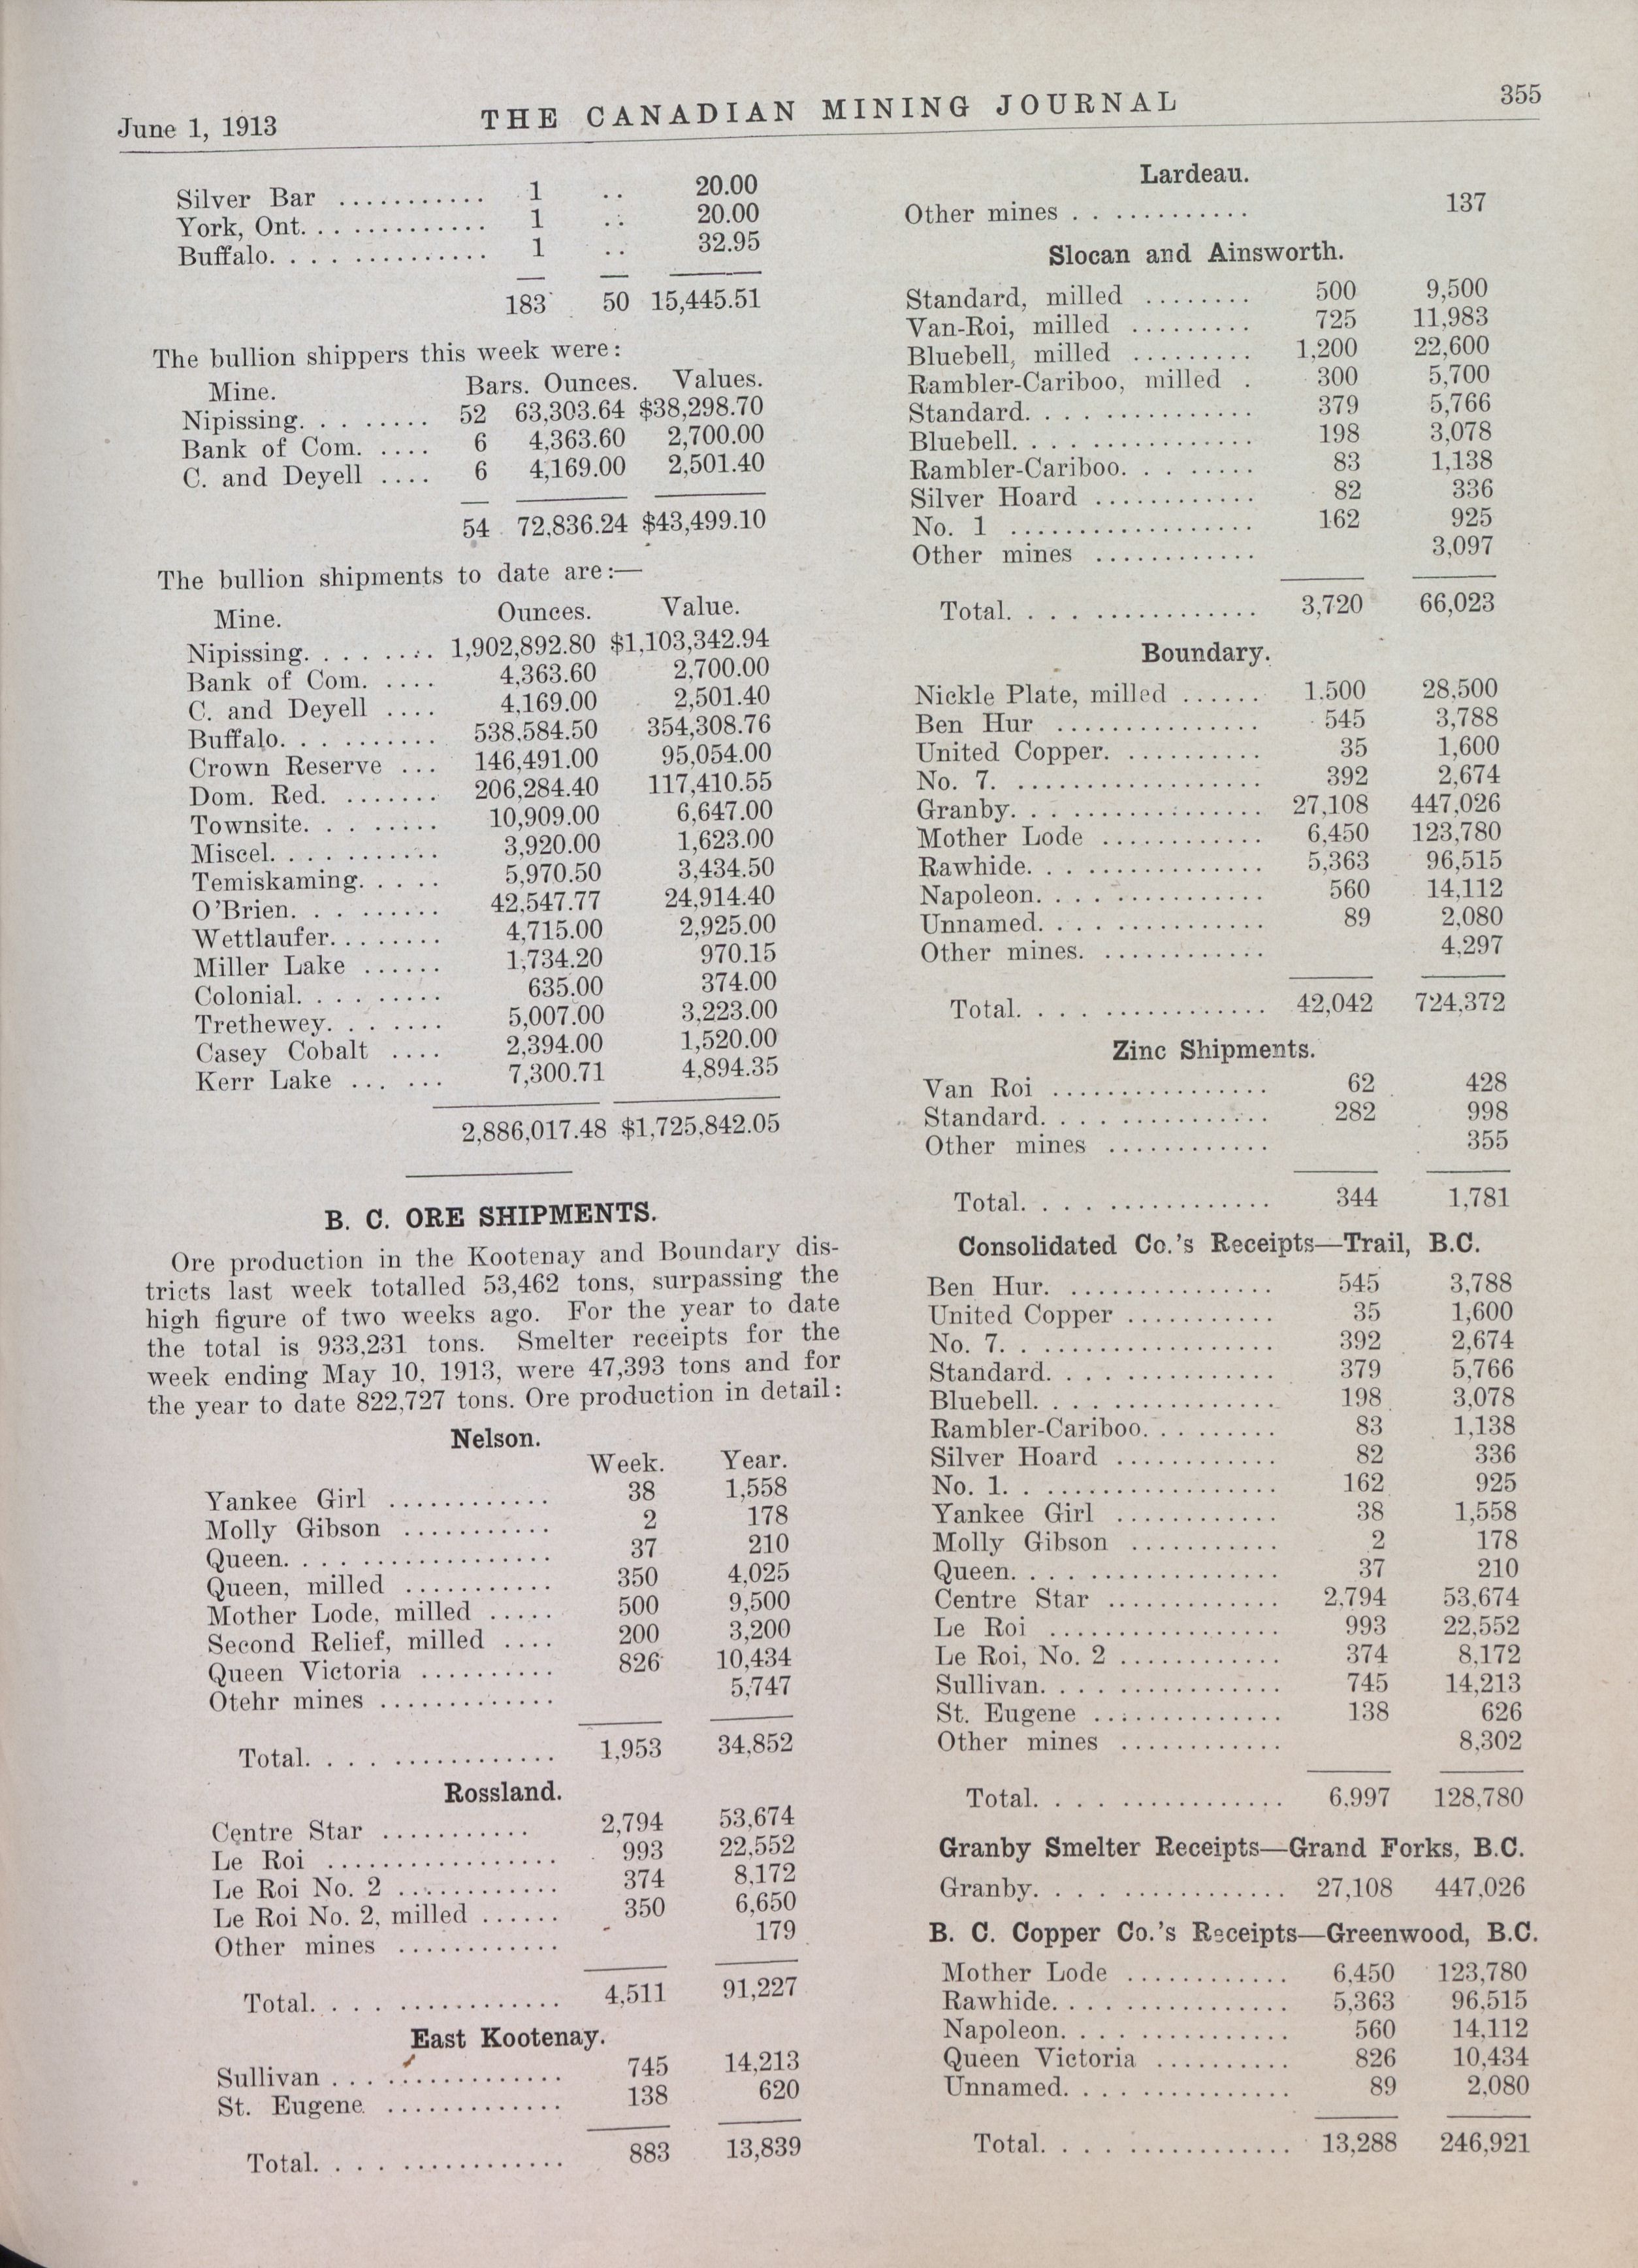 June 1, 1913 THE CANADIAN MINING JOURNAL 355
Silver Bar ........... 1 .. 20.00
York, Ont. ............. 1 .. 20.00
Buffalo. ............... 1 .. 32.95
183 50 15,445.51
The bullion shippers this week were:
Mine. Bars. Ounces. Values.
Nipissing. ........ 52 63,303.64 $38,298.70
Bank of Com. .... 6 4,363.60 2,700.00
C. and Deyell .... 6 4,169.00 2,501.40
54 72,836.24 $43,499.10
The bullion shipments to date are:—
Mine. Ounces. Value.
Nipissing. ....... 1,902,892.80 $1,103,342.94
Bank of Com. .... 4,363.60 2,700.00
C. and Deyell .... 4,169.00 2,501.40
Buffalo. ......... 538,584.50 354,308.76
Crown Reserve ... 146,491.00 95,054.00
Dom. Red. ....... 206,284.40 117,410.55
Townsite. ........ 10,909.00 6,647.00
Miscel. .......... 3,920.00 1,623.00
Temiskaming. .... 5,970.50 3,434.50
O'Brien. ......... 42,547.77 24,914.40
Wettlaufer. ....... 4,715.00 2,925.00
Miller Lake ...... 1,734.20 970.15
Colonial. ......... 635.00 374.00
Trethewey. ....... 5,007.00 3,223.00
Casey Cobalt .... 2,394.00 1,520.00
Kerr Lake ... ... 7,300.71 4,894.35
2,886,017.48 $1,725,842.05
B. C. ORE SHIPMENTS.
Ore production in the Kootenay and Boundary dis-
tricts last week totalled 53,462 tons, surpassing the
high figure of two weeks ago. For the year to date
the total is 933,231 tons. Smelter receipts for the
week ending May 10, 1913, were 47,393 tons and for
the year to date 822,727 tons. Ore production in detail:
Nelson.
Week. Year.
Yankee Girl ............ 38 1,558
Molly Gibson ........... 2 178
Queen. .................. 37 210
Queen, milled ........... 350 4,025
Mother Lode, milled ..... 500 9,500
Second Relief, milled .... 200 3,200
Queen Victoria .......... 826 10,434
Otehr mines ............. 5,747
Total. ................ 1,953 34,852
Rossland.
Centre Star ........... 2,794 53,674
Le Roi ................. 993 22,552
Le Roi No. 2 ............ 374 8,172
Le Roi No. 2, milled ...... 350 6,650
Other mines ............ 179
Total. ................ 4,511 91,227
East Kootenay.
Sullivan ................ 745 14,213
St. Eugene ............. 138 620
Total. ................ 883 13,839
Lardeau.
Other mines ............. 137
Slocan and Ainsworth.
Standard, milled ........ 500 9,500
Van-Roi, milled ......... 725 11,983
Bluebell, milled ......... 1,200 22,600
Rambler-Cariboo, milled . 300 5,700
Standard. ............... 379 5,766
Bluebell. ................ 198 3,078
Rambler-Cariboo. ........ 83 1,138
Silver Hoard ............ 82 336
No. 1 .................. 162 925
Other mines ............ 3,097
Total. ................ 3,720 66,023
Boundary.
Nickle Plate, milled ...... 1.500 28,500
Ben Hur ............... 545 3,788
United Copper. .......... 35 1,600
No. 7. .................. 392 2,674
Granby. ................. 27,108 447,026
Mother Lode ............ 6,450 123,780
Rawhide. ................ 5,363 96,515
Napoleon. ............... 560 14,112
Unnamed. ............... 89 2,080
Other mines. ............ 4,297
Total. ................ 42,042 724,372
Zinc Shipments.
Van Roi ................ 62 428
Standard. ............... 282 998
Other mines ............ 355
Total. ................ 344 1,781
Consolidated Co.'s Receipts—Trail, B.C.
Ben Hur. ............... 545 3,788
United Copper ........... 35 1,600
No. 7. .................. 392 2,674
Standard. ............... 379 5,766
Bluebell. ................ 198 3,078
Rambler-Cariboo. ........ 83 1,138
Silver Hoard ............ 82 336
No. 1. .................. 162 925
Yankee Girl ............ 38 1,558
Molly Gibson ........... 2 178
Queen. .................. 37 210
Centre Star ............. 2,794 53,674
Le Roi ................. 993 22,552
Le Roi, No. 2 ............ 374 8,172
Sullivan. ................ 745 14,213
St. Eugene .............. 138 626
Other mines ............ 8,302
Total. ................ 6,997 128,780
Granby Smelter Receipts—Grand Forks, B.C.
Granby. ................. 27,108 447,026
B. C. Copper Co.'s Receipts—Greenwood, B.C.
Mother Lode ............ 6,450 123,780
Rawhide. ................ 5,363 96,515
Napoleon. ............... 560 14,112
Queen Victoria .......... 826 10,434
Unnamed. ............... 89 2,080
Total. ................ 13,288 246,921